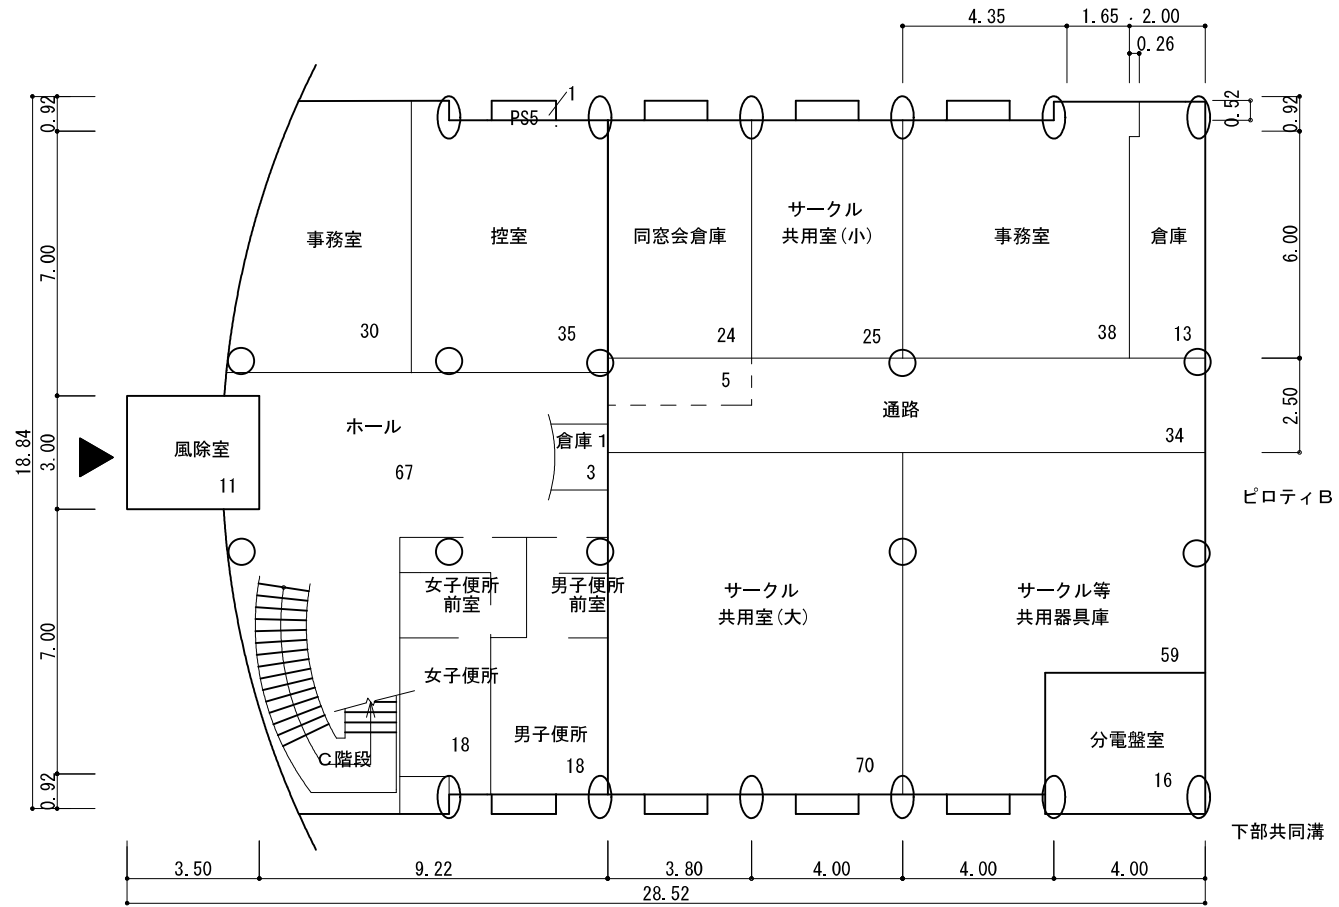 4.35
1.65
2.00
0.26
0.92
1
PS5
0.52
0.92
サークル
共用室(小)
事務室
控室
同窓会倉庫
事務室
倉庫
7.00
6.00
30
35
24
25
38
13
5
通路
2.50
ホール
倉庫 1
34
風除室
18.84
3.00
67
3
11
ピロティB
女子便所
前室
男子便所
前室
サークル
共用室(大)
サークル等
共用器具庫
7.00
59
女子便所
男子便所
分電盤室
18
C階段
18
70
16
0.92
下部共同溝
3.50
9.22
3.80
4.00
4.00
4.00
28.52